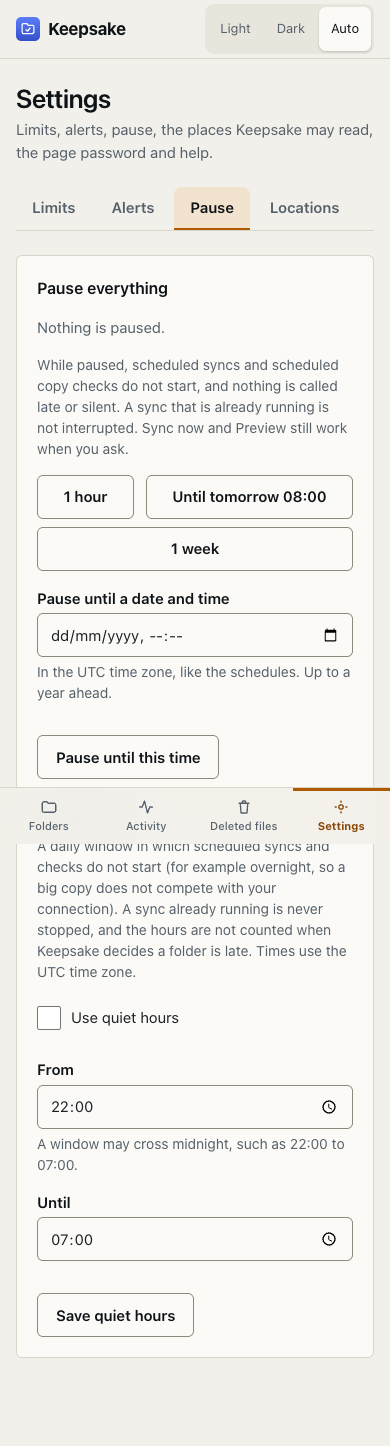 Keepsake
Light
Dark
Auto
Settings
Limits, alerts, pause, the places Keepsake may read,
the page password and help.
Limits
Alerts
Pause
Locations
Pause everything
Nothing is paused.
While paused, scheduled syncs and scheduled
copy checks do not start, and nothing is called
late or silent. A sync that is already running is
not interrupted. Sync now and Preview still work
when you ask.
1 hour
Until tomorrow 08:00
1 week
Pause until a date and time
dd/mm/yyyy, --:--
In the UTC time zone, like the schedules. Up to a
year ahead.
Pause until this time
Folders
Activity
Deleted files
Settings
A daily window in which scheduled syncs and
checks do not start (for example overnight, so a
big copy does not compete with your
connection). A sync already running is never
stopped, and the hours are not counted when
Keepsake decides a folder is late. Times use the
UTC time zone.
Use quiet hours
From
22:00
A window may cross midnight, such as 22:00 to
07:00.
Until
07:00
Save quiet hours